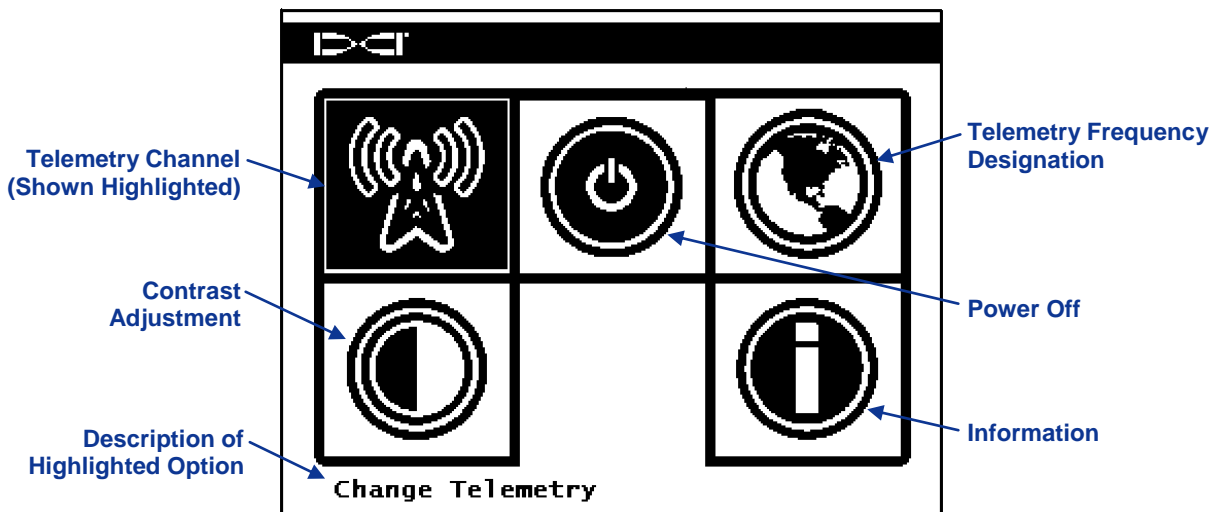 DCI
Telemetry Channel
(Shown Highlighted)
Telemetry Frequency
Designation
Contrast
Adjustment
Power Off
Description of
Highlighted Option
Information
Change Telemetry